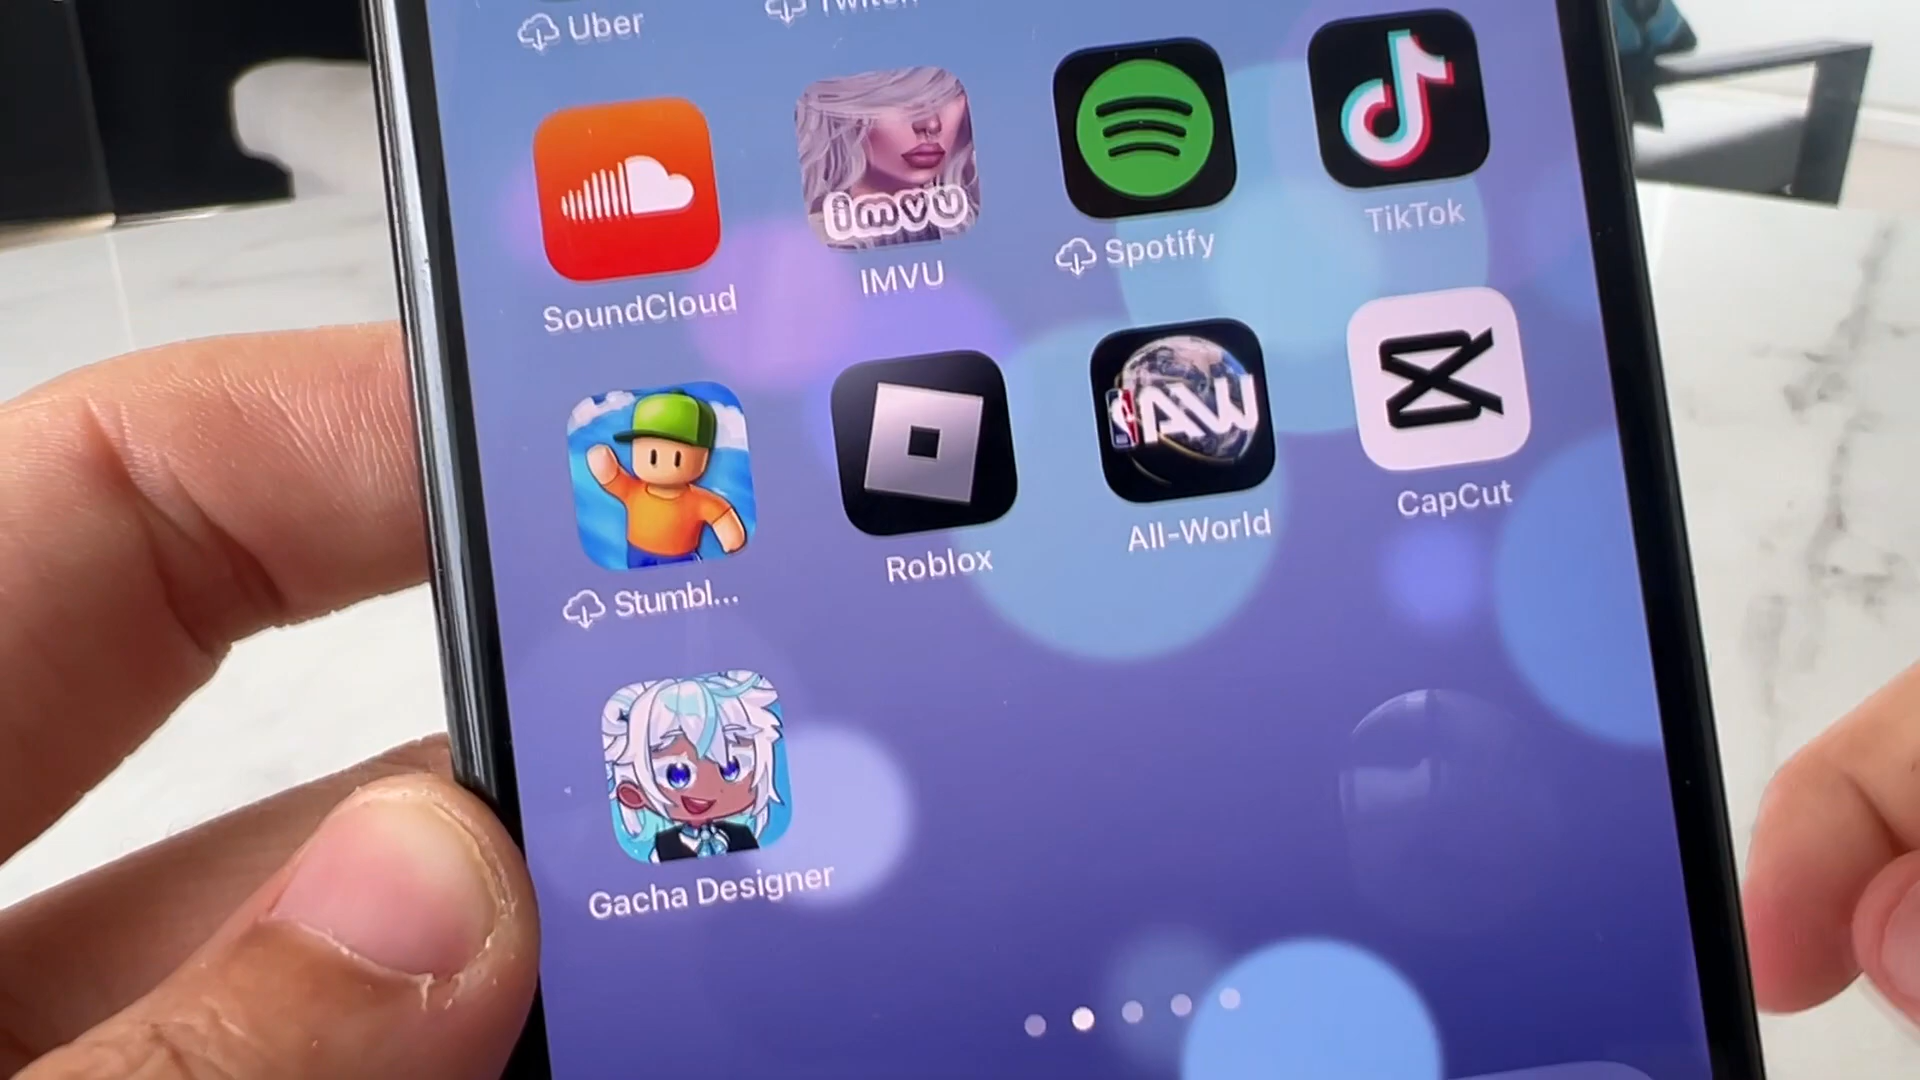 Uber
Twitch
imvu
SoundCloud
IMVU
Spotify
TikTok
AW
Stumbl...
Roblox
All-World
CapCut
Gacha Designer